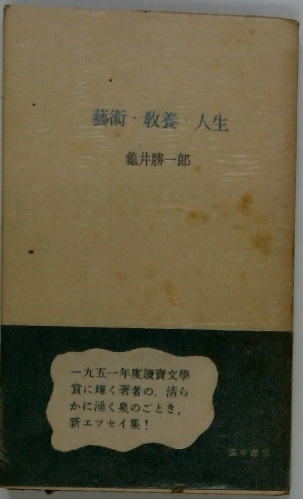 藝術・教養・人生
龜井勝一郎
一九五一年度讀賣文學
賞に輝く著者の、清ら
かに湧く泉のごとき、
新エツセイ集!